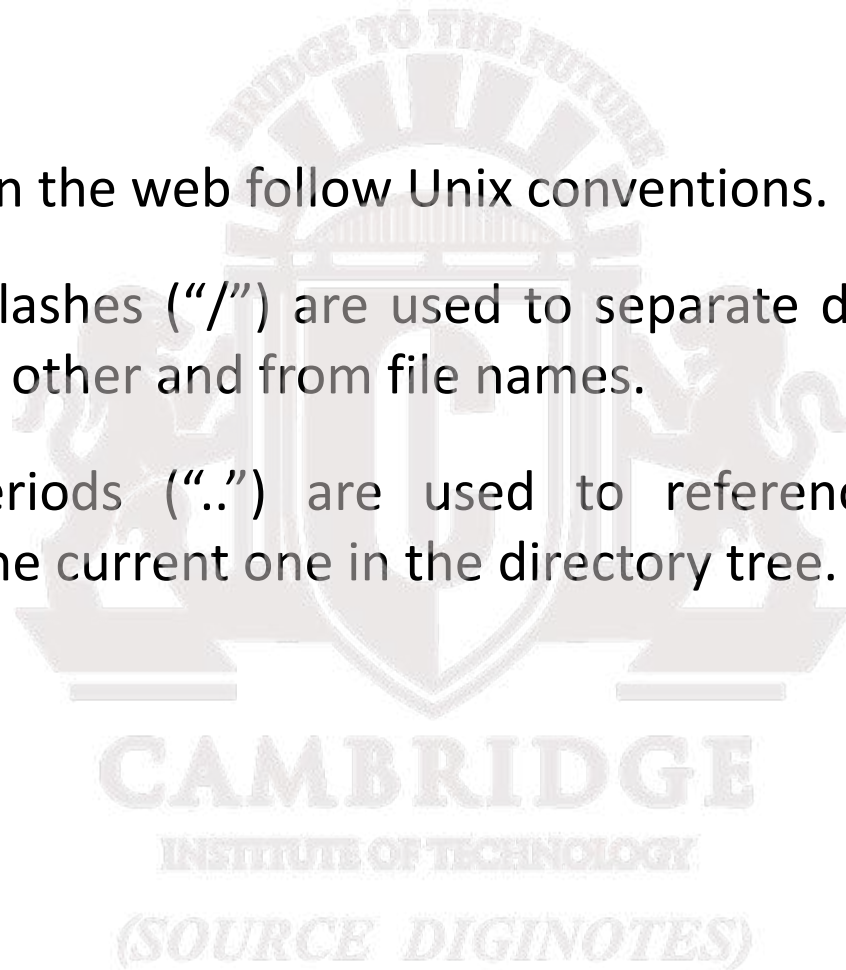 BRIDGE TO THE FUTURE
n the web follow Unix conventions.
lashes (“/”) are used to separate d
other and from file names.
eriods (“..”) are used to referenc
ne current one in the directory tree.
C
CAMBRIDGE
INSTITUTE OF TECHNOLOGY
(SOURCE DIGINOTES)